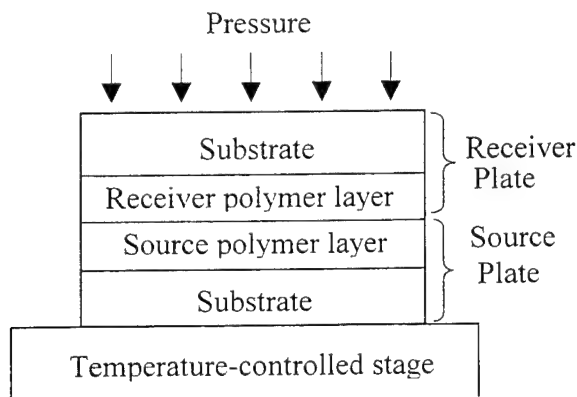 Pressure
Substrate
Receiver polymer layer
Receiver
Plate
Source polymer layer
Substrate
Source
Plate
Temperature-controlled stage